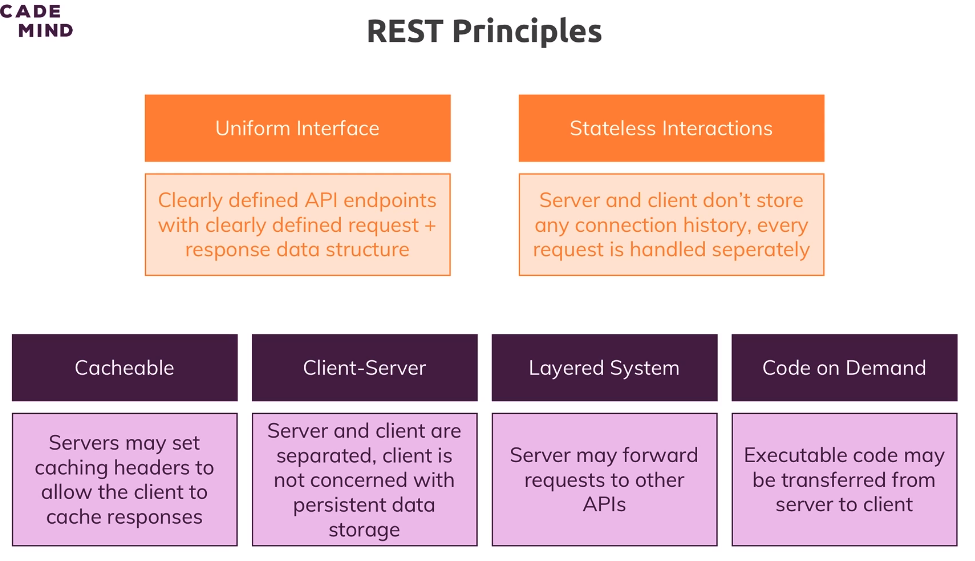 CADE
MIND
REST Principles
Uniform Interface
Clearly defined API endpoints
with clearly defined request +
response data structure
Stateless Interactions
Server and client don't store
any connection history, every
request is handled seperately
Cacheable
Servers may set
caching headers to
allow the client to
cache responses
Client-Server
Server and client are
separated, client is
not concerned with
persistent data
storage
Layered System
Server may forward
requests to other
APIs
Code on Demand
Executable code may
be transferred from
server to client